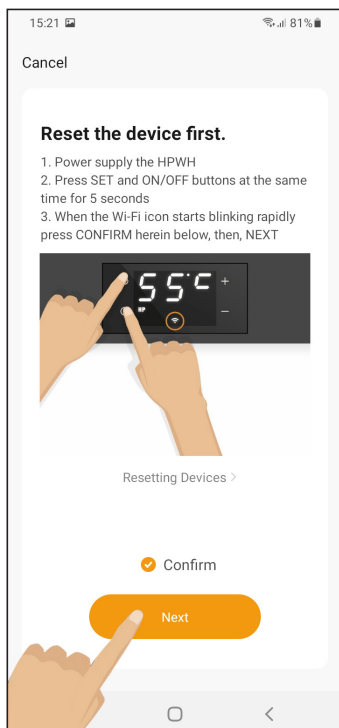 15:21 81%
Cancel
Reset the device first.
1. Power supply the HPWH
2. Press SET and ON/OFF buttons at the same
time for 5 seconds
3. When the Wi-Fi icon starts blinking rapidly
press CONFIRM herein below, then, NEXT
55°C +
HP −
Resetting Devices >
Confirm
Next